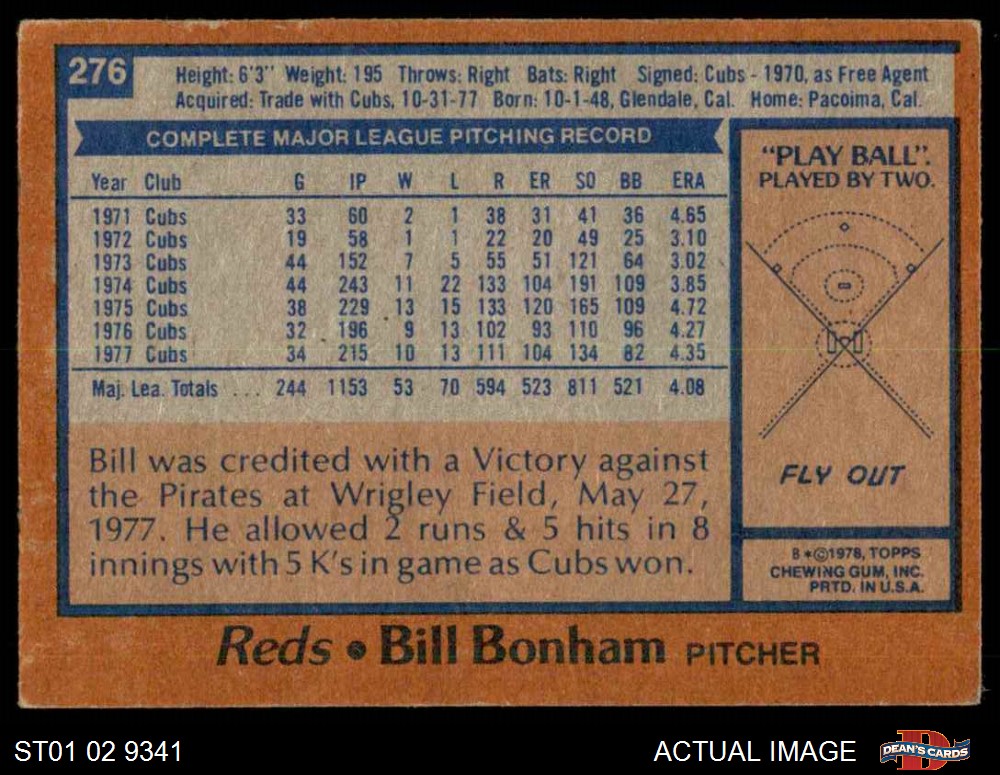 276
Height: 6'3" Weight: 195 Throws: Right Bats: Right Signed: Cubs - 1970, as Free Agent
Acquired: Trade with Cubs, 10-31-77 Born: 10-1-48, Glendale, Cal. Home: Pacoima, Cal.
COMPLETE MAJOR LEAGUE PITCHING RECORD
Year Club G IP W L R ER SO BB ERA
1971 Cubs 33 60 2 1 38 31 41 36 4.65
1972 Cubs 19 58 1 1 22 20 49 25 3.10
1973 Cubs 44 152 7 5 55 51 121 64 3.02
1974 Cubs 44 243 11 22 133 104 191 109 3.85
1975 Cubs 38 229 13 15 133 120 165 109 4.72
1976 Cubs 32 196 9 13 102 93 110 96 4.27
1977 Cubs 34 215 10 13 111 104 134 82 4.35
Maj. Lea. Totals ... 244 1153 53 70 594 523 811 521 4.08
Bill was credited with a Victory against
the Pirates at Wrigley Field, May 27,
1977. He allowed 2 runs & 5 hits in 8
innings with 5 K's in game as Cubs won.
"PLAY BALL".
PLAYED BY TWO.
FLY OUT
B*©1978, TOPPS
CHEWING GUM, INC.
PRTD. IN U.S.A.
Reds • Bill Bonham PITCHER
ST01 02 9341
ACTUAL IMAGE
DEAN'S CARDS